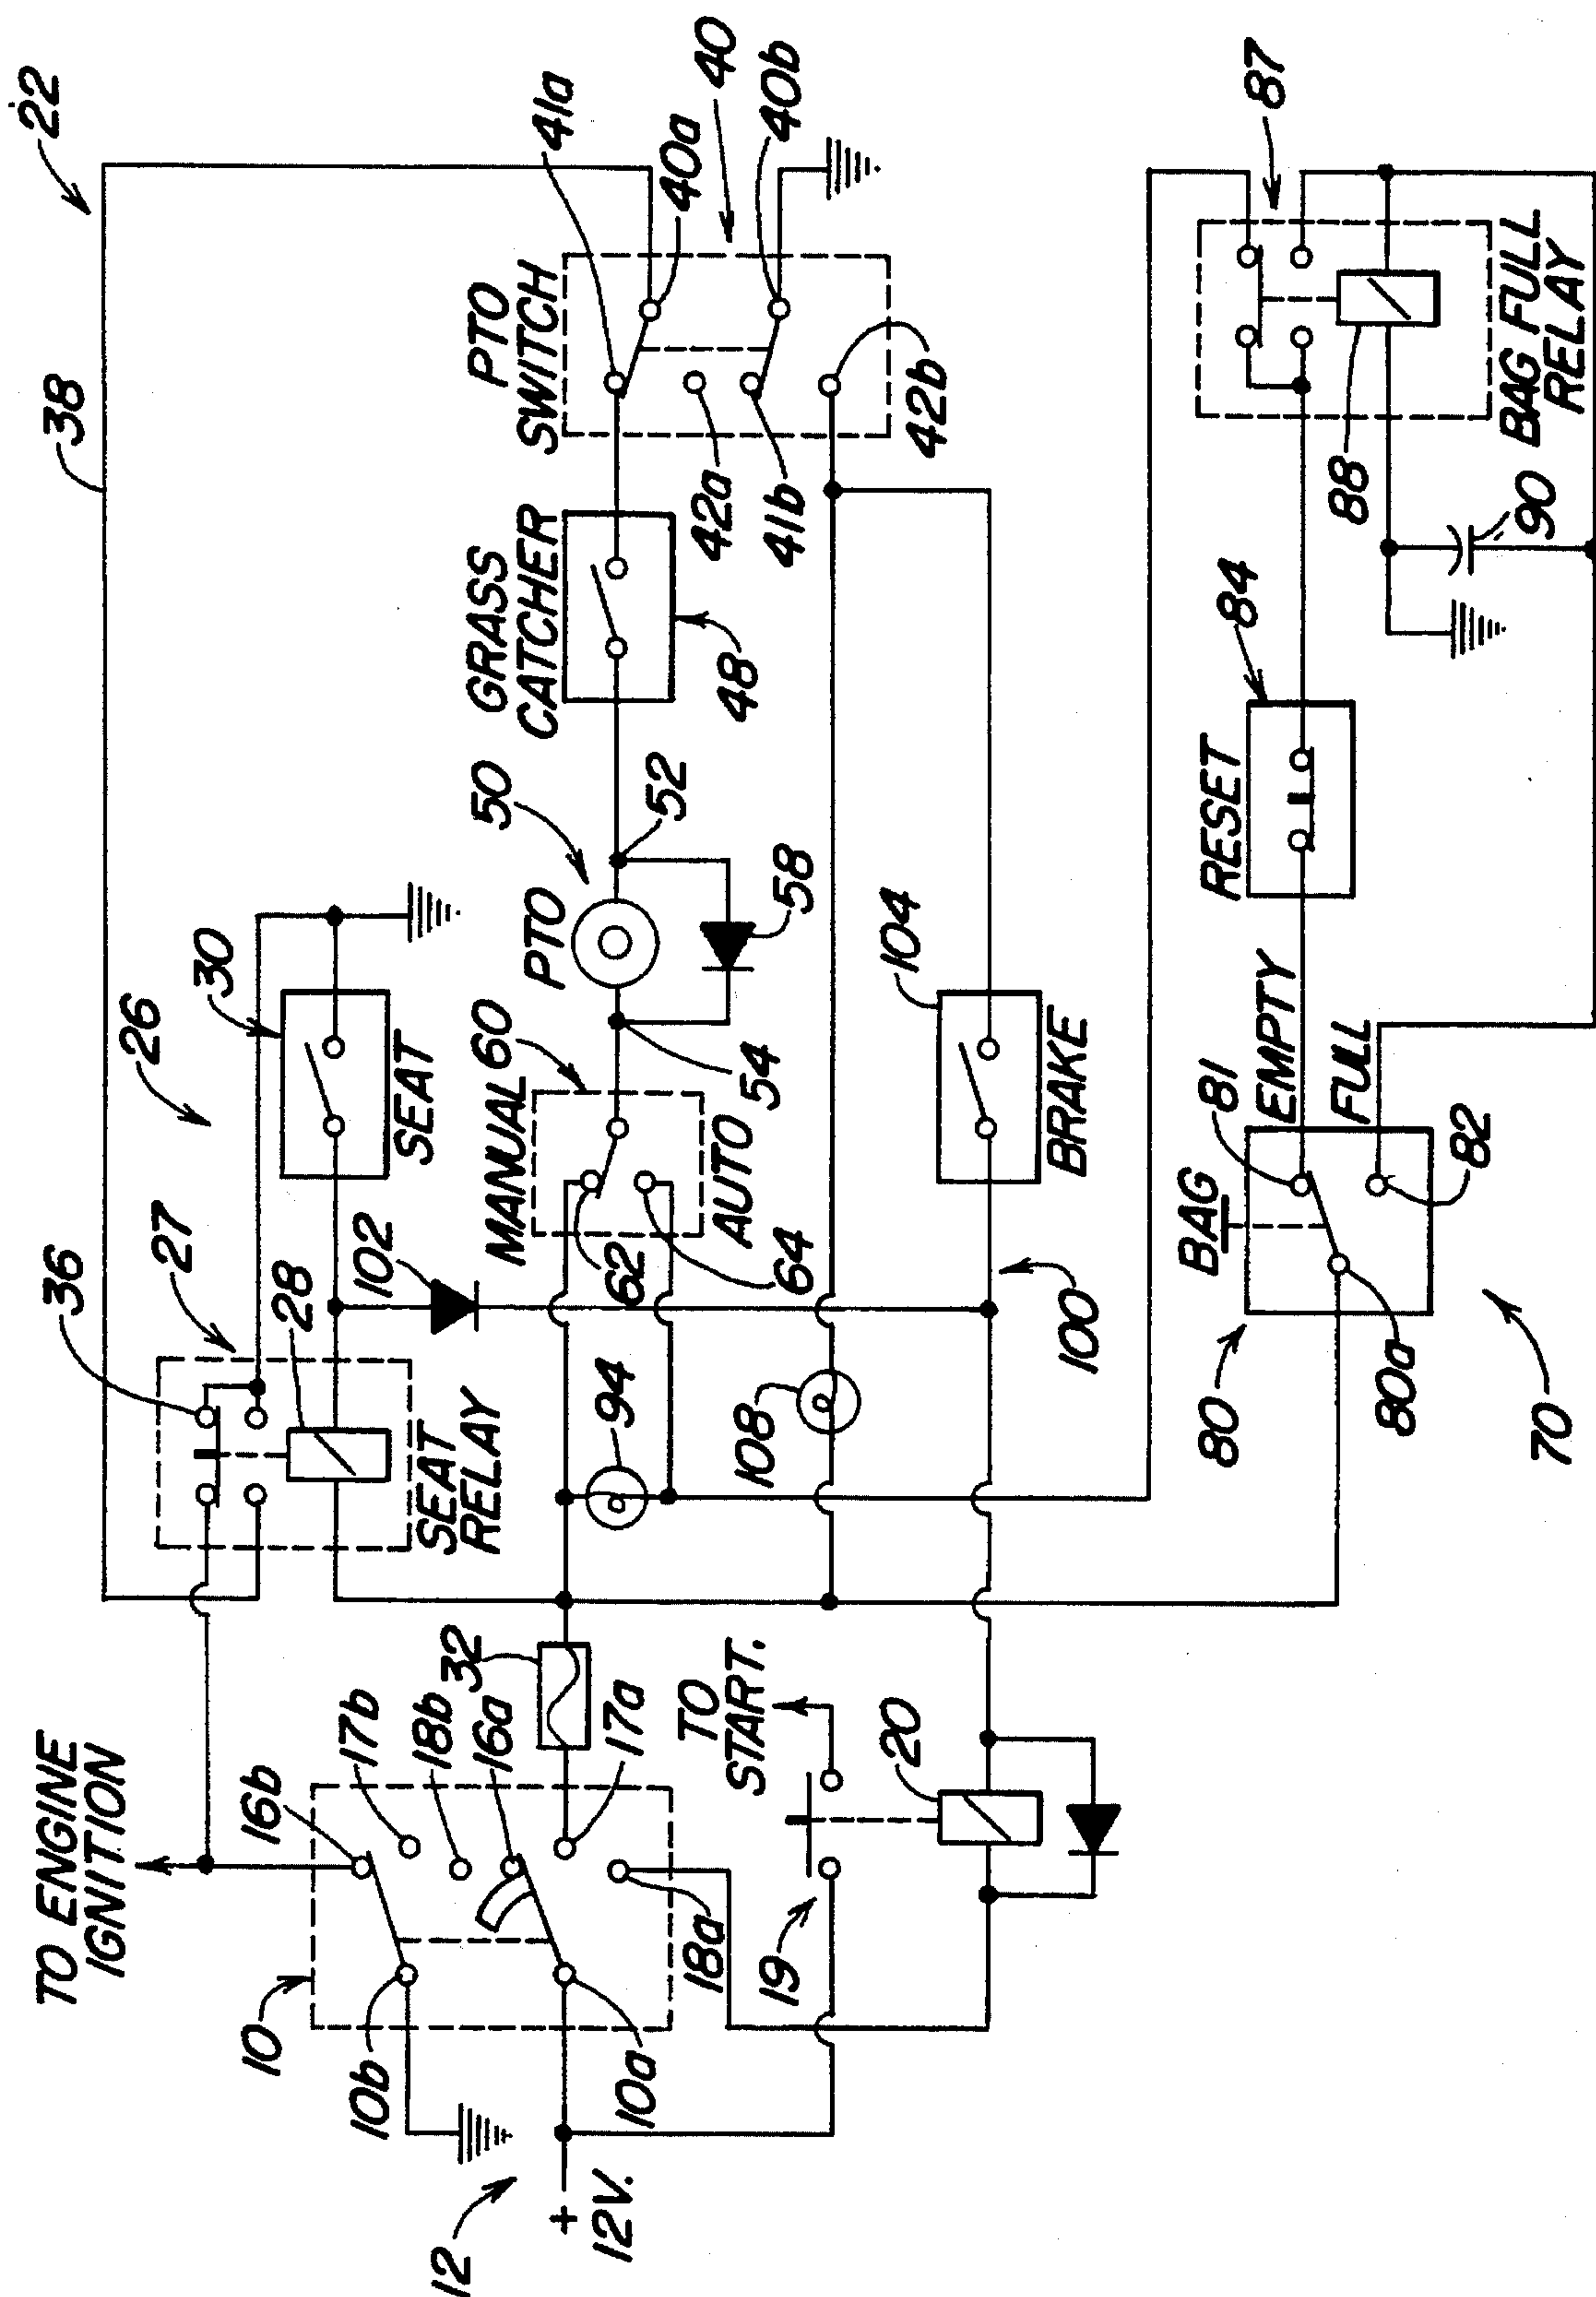 22
38
TO ENGINE
IGNITION
36
27
26
30
28
SEAT
RELAY
SEAT
102
PTO
SWITCH
41a
40a
40
40b
42a
41b
42b
GRASS
CATCHER
48
50
PTO
52
54
58
MANUAL
60
AUTO
62
64
94
108
100
104
BRAKE
10
16b
17b
18b
16a
32
17a
18a
10b
10a
12
+
12V.
TO
START.
19
20
BAG
81
EMPTY
FULL
82
80
80a
70
RESET
84
87
88
90
BAG FULL
RELAY